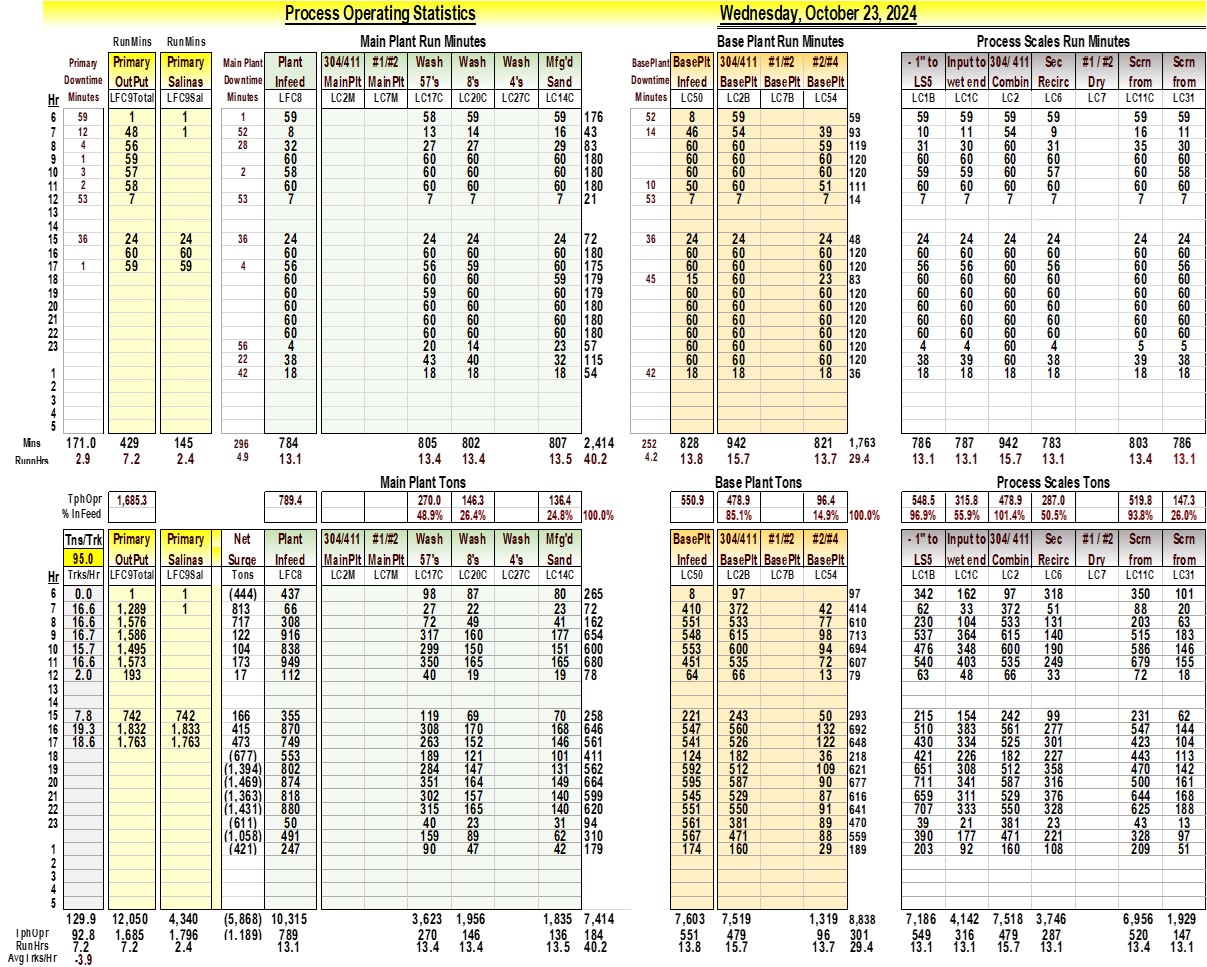 Process Operating Statistics Wednesday, October 23, 2024
RunMins RunMins Main Plant Run Minutes Base Plant Run Minutes Process Scales Run Minutes
Primary Primary Primary Main Plant Plant 304/411 #1/#2 Wash Wash Wash Mfg'd BasePlant BasePlt 304/411 #1/#2 #2/#4 - 1" to Input to 304/ 411 Sec #1 / #2 Scrn Scrn
Downtime OutPut Salinas Downtime Infeed MainPlt MainPlt 57's 8's 4's Sand Downtime Infeed BasePlt BasePlt BasePlt LS5 wet end Combin Recirc Dry from from
Hr Minutes LFC9Total LFC9Sal Minutes LFC8 LC2M LC7M LC17C LC20C LC27C LC14C Minutes LC50 LC2B LC7B LC54 LC1B LC1C LC2 LC6 LC7 LC11C LC31
6 59 1 1 1 59 58 59 59 176 52 8 59 59 59 59 59 59 59 59
7 12 48 1 52 8 13 14 16 43 14 46 54 39 93 10 11 54 9 16 11
8 4 56 28 32 27 27 29 83 60 60 59 119 31 30 60 31 35 30
9 1 59 60 60 60 60 180 60 60 60 120 60 60 60 60 60 60
10 3 57 2 58 60 60 60 180 60 60 60 120 59 59 60 57 60 58
11 2 58 60 60 60 60 180 10 50 60 51 111 60 60 60 60 60 60
12 53 7 53 7 7 7 7 21 53 7 7 7 14 7 7 7 7 7 7
13
14
15 36 24 24 36 24 24 24 24 72 36 24 24 24 48 24 24 24 24 24 24
16 60 60 60 60 60 60 180 60 60 60 120 60 60 60 60 60 60
17 1 59 59 4 56 56 59 60 175 60 60 60 120 56 56 60 56 60 56
18 60 60 60 59 179 45 15 60 23 83 60 60 60 60 60 60
19 60 59 60 60 179 60 60 60 120 60 60 60 60 60 60
20 60 60 60 60 180 60 60 60 120 60 60 60 60 60 60
21 60 60 60 60 180 60 60 60 120 60 60 60 60 60 60
22 60 60 60 60 180 60 60 60 120 60 60 60 60 60 60
23 56 4 20 14 23 57 60 60 60 120 4 4 60 4 5 5
22 38 43 40 32 115 60 60 60 120 38 39 60 38 39 38
1 42 18 18 18 18 54 42 18 18 18 36 18 18 18 18 18 18
2
3
4
5
Mins 171.0 429 145 296 784 805 802 807 2,414 252 828 942 821 1,763 786 787 942 783 803 786
RunnHrs 2.9 7.2 2.4 4.9 13.1 13.4 13.4 13.5 40.2 4.2 13.8 15.7 13.7 29.4 13.1 13.1 15.7 13.1 13.4 13.1
Main Plant Tons Base Plant Tons Process Scales Tons
TphOpr 1,685.3 789.4 270.0 146.3 136.4 550.9 478.9 96.4 548.5 315.8 478.9 287.0 519.8 147.3
% InFeed 48.9% 26.4% 24.8% 100.0% 85.1% 14.9% 100.0% 96.9% 55.9% 101.4% 50.5% 93.8% 26.0%
Tns/Trk Primary Primary Net Plant 304/411 #1/#2 Wash Wash Wash Mfg'd BasePlt 304/411 #1/#2 #2/#4 - 1" to Input to 304/ 411 Sec #1 / #2 Scrn Scrn
95.0 OutPut Salinas Surge Infeed MainPlt MainPlt 57's 8's 4's Sand Infeed BasePlt BasePlt BasePlt LS5 wet end Combin Recirc Dry from from
Hr Trks/Hr LFC9Total LFC9Sal Tons LFC8 LC2M LC7M LC17C LC20C LC27C LC14C LC50 LC2B LC7B LC54 LC1B LC1C LC2 LC6 LC7 LC11C LC31
6 0.0 1 1 (444) 437 98 87 80 265 8 97 97 342 162 97 318 350 101
7 16.6 1,289 1 813 66 27 22 23 72 410 372 42 414 62 33 372 51 88 20
8 16.6 1,576 717 308 72 49 41 162 551 533 77 610 230 104 533 131 203 63
9 16.7 1,586 122 916 317 160 177 654 548 615 98 713 537 364 615 140 515 183
10 15.7 1,495 104 838 299 150 151 600 553 600 94 694 476 348 600 190 586 146
11 16.6 1,573 173 949 350 165 165 680 451 535 72 607 540 403 535 249 679 155
12 2.0 193 17 112 40 19 19 78 64 66 13 79 63 48 66 33 72 18
13
14
15 7.8 742 742 166 355 119 69 70 258 221 243 50 293 215 154 242 99 231 62
16 19.3 1,832 1,833 415 870 308 170 168 646 547 560 132 692 510 383 561 277 547 144
17 18.6 1,763 1,763 473 749 263 152 146 561 541 526 122 648 430 334 525 301 423 104
18 (677) 553 189 121 101 411 124 182 36 218 421 226 182 227 443 113
19 (1,394) 802 284 147 131 562 592 512 109 621 651 308 512 358 470 142
20 (1,469) 874 351 164 149 664 595 587 90 677 711 341 587 316 500 161
21 (1,363) 818 302 157 140 599 545 529 87 616 659 311 529 376 644 168
22 (1,431) 880 315 165 140 620 551 550 91 641 707 333 550 328 625 188
23 (611) 50 40 23 31 94 561 381 89 470 39 21 381 23 43 13
(1,058) 491 159 89 62 310 567 471 88 559 390 177 471 221 328 97
1 (421) 247 90 47 42 179 174 160 29 189 203 92 160 108 209 51
2
3
4
5
129.9 12,050 4,340 (5,868) 10,315 3,623 1,956 1,835 7,414 7,603 7,519 1,319 8,838 7,186 4,142 7,518 3,746 6,956 1,929
TphOpr 92.8 1,685 1,796 (1,189) 789 270 146 136 184 551 479 96 301 549 316 479 287 520 147
RunHrs 7.2 7.2 2.4 13.1 13.4 13.4 13.5 40.2 13.8 15.7 13.7 29.4 13.1 13.1 15.7 13.1 13.4 13.1
AvgTrks/Hr -3.9